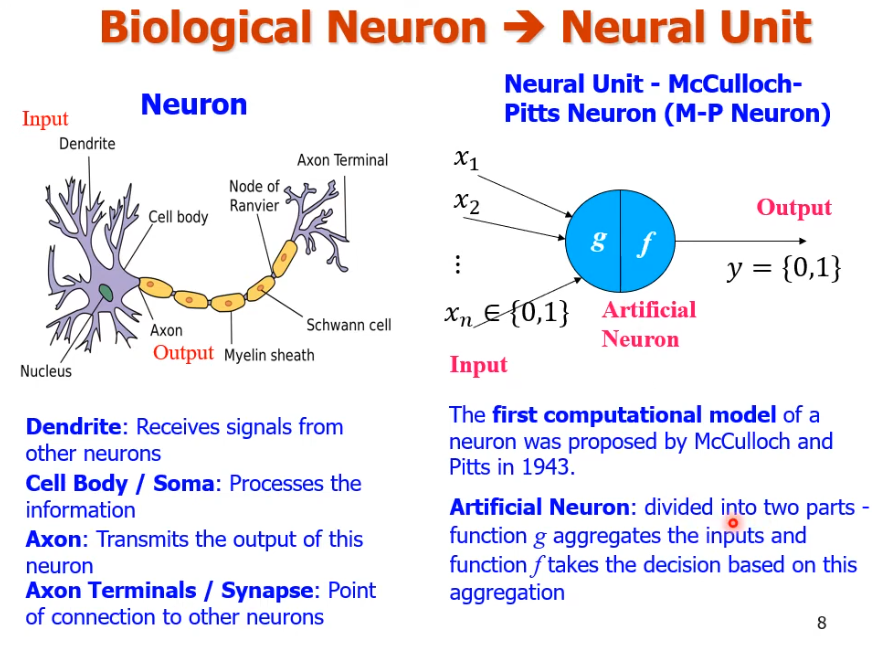 Biological Neuron ➔ Neural Unit
Neuron
Input
Dendrite
Axon Terminal
Node of
Ranvier
Cell body
Axon
Schwann cell
Output
Myelin sheath
Nucleus
Dendrite: Receives signals from
other neurons
Cell Body / Soma: Processes the
information
Axon: Transmits the output of this
neuron
Axon Terminals / Synapse: Point
of connection to other neurons
Neural Unit - McCulloch-
Pitts Neuron (M-P Neuron)
x₁
x₂
⋮
xₙ ∈ {0,1}
g f
Output
y = {0,1}
Artificial
Neuron
Input
The first computational model of a
neuron was proposed by McCulloch and
Pitts in 1943.
Artificial Neuron: divided into two parts -
function g aggregates the inputs and
function f takes the decision based on this
aggregation
8